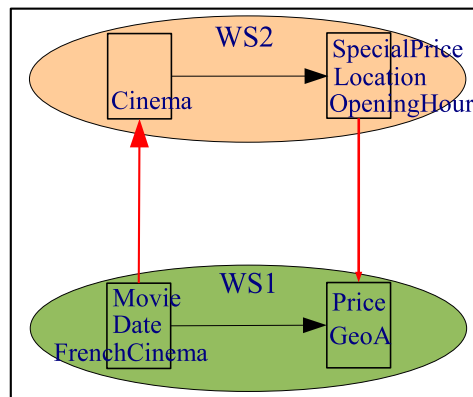 WS2
Cinema
SpecialPrice
Location
OpeningHour
WS1
Movie
Date
FrenchCinema
Price
GeoA